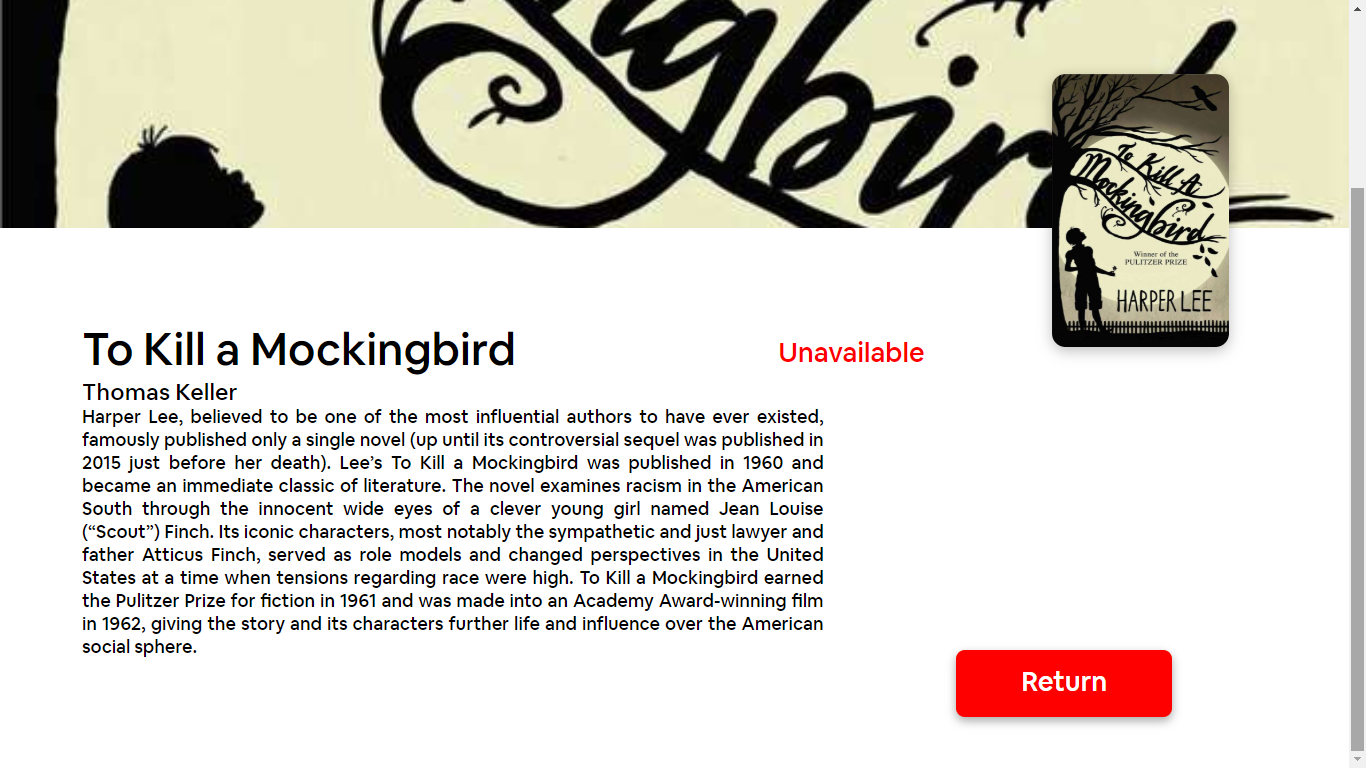 ngbird
To Kill A
Mockingbird
Winner of the
PULITZER PRIZE
HARPER LEE
To Kill a Mockingbird
Unavailable
Thomas Keller
Harper Lee, believed to be one of the most influential authors to have ever existed,
famously published only a single novel (up until its controversial sequel was published in
2015 just before her death). Lee’s To Kill a Mockingbird was published in 1960 and
became an immediate classic of literature. The novel examines racism in the American
South through the innocent wide eyes of a clever young girl named Jean Louise
(“Scout”) Finch. Its iconic characters, most notably the sympathetic and just lawyer and
father Atticus Finch, served as role models and changed perspectives in the United
States at a time when tensions regarding race were high. To Kill a Mockingbird earned
the Pulitzer Prize for fiction in 1961 and was made into an Academy Award-winning film
in 1962, giving the story and its characters further life and influence over the American
social sphere.
Return